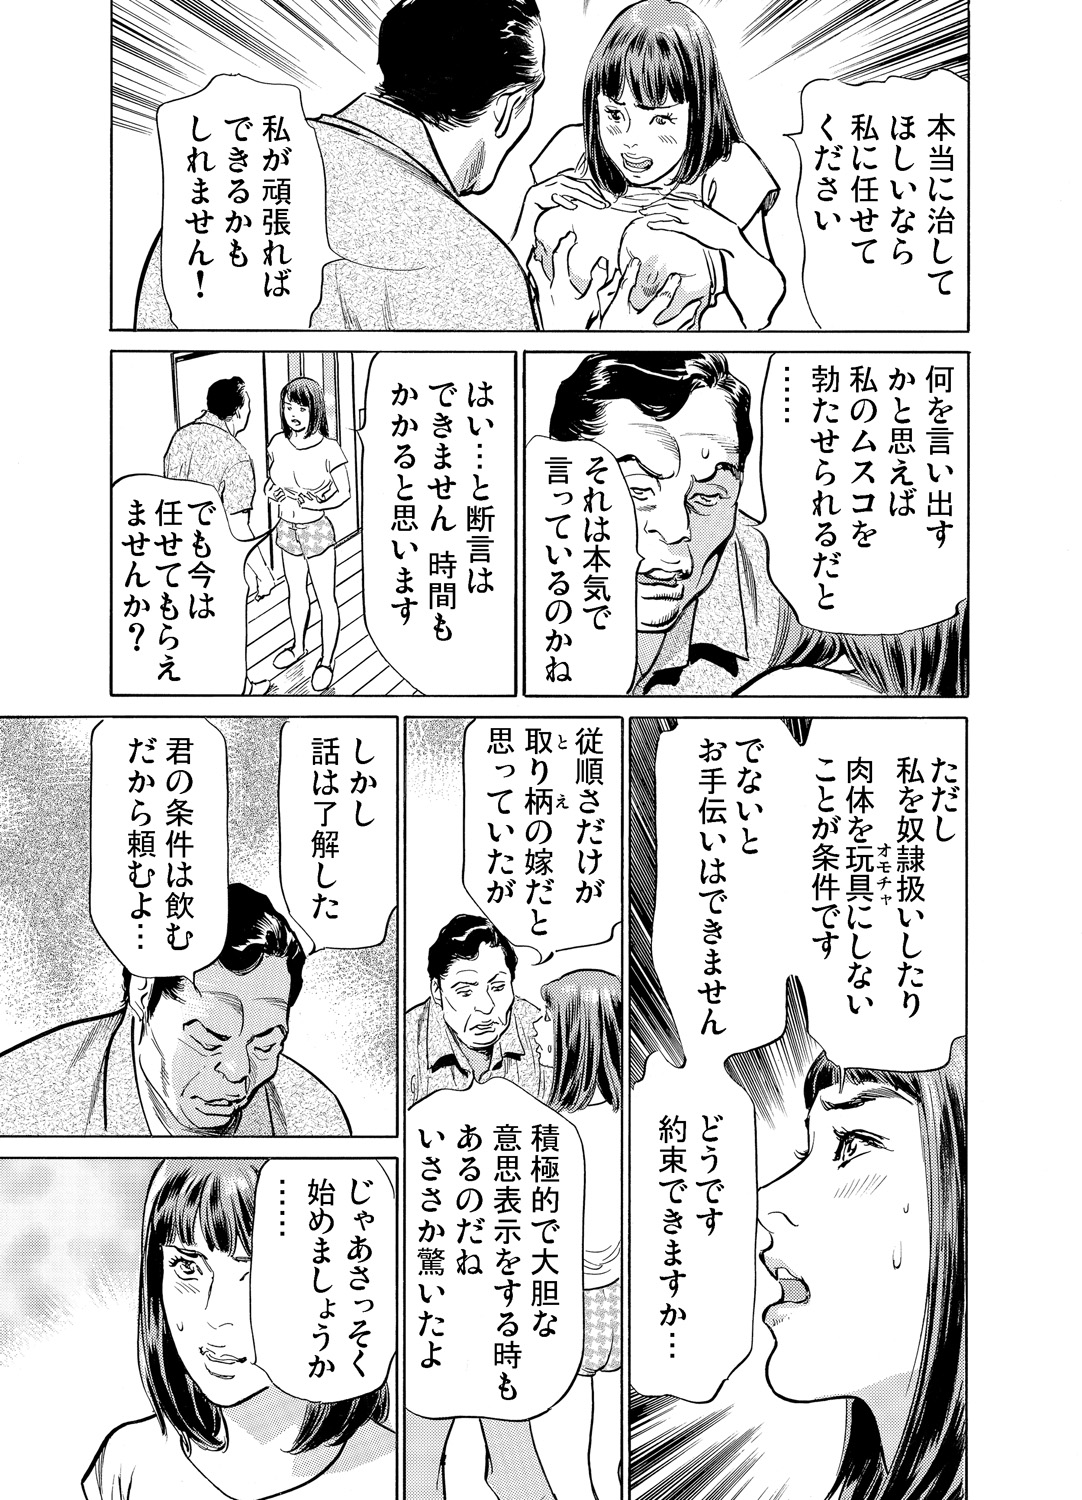 本当に治して
ほしいなら
私に任せて
ください
私が頑張れば
できるかも
しれません！
何を言い出す
かと思えば
私のムスコを
勃たせられるだと
……
それは本気で
言っているのかね
はい…と断言は
できません 時間も
かかると思います
でも今は
任せてもらえ
ませんか？
ただし
私を奴隷扱いしたり
肉体を玩具にしない
オモチャ
ことが条件です
でないと
お手伝いはできません
どうです
約束できますか…
従順さだけが
取り柄の嫁だと
とえ
思っていたが
積極的で大胆な
意思表示をする時も
あるのだね
いささか驚いたよ
しかし
話は了解した
君の条件は飲む
だから頼むよ…
じゃあさっそく
始めましょうか
……